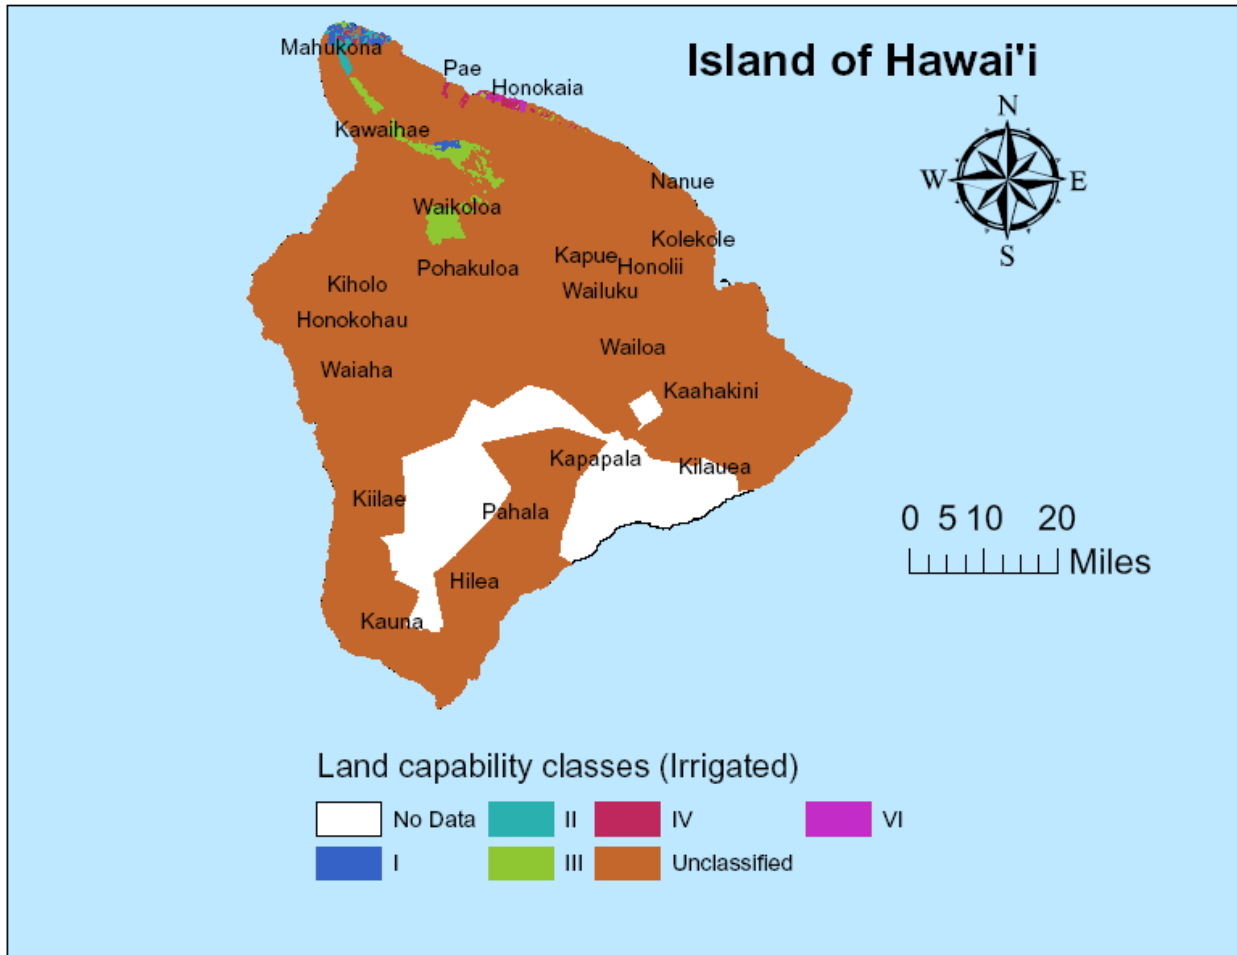 Island of Hawai'i
Mahukona
Pae
Honokaia
N
Kawaihae
W
E
Nanue
Waikoloa
Kolekole
S
Kapue
Honolii
Pohakuloa
Kiholo
Wailuku
Honokohau
Wailoa
Waiaha
Kaahakini
Kapapala
Kilauea
Kiilae
Pahala
0 5 10 20
Miles
Hilea
Kauna
Land capability classes (Irrigated)
No Data II IV VI
I III Unclassified